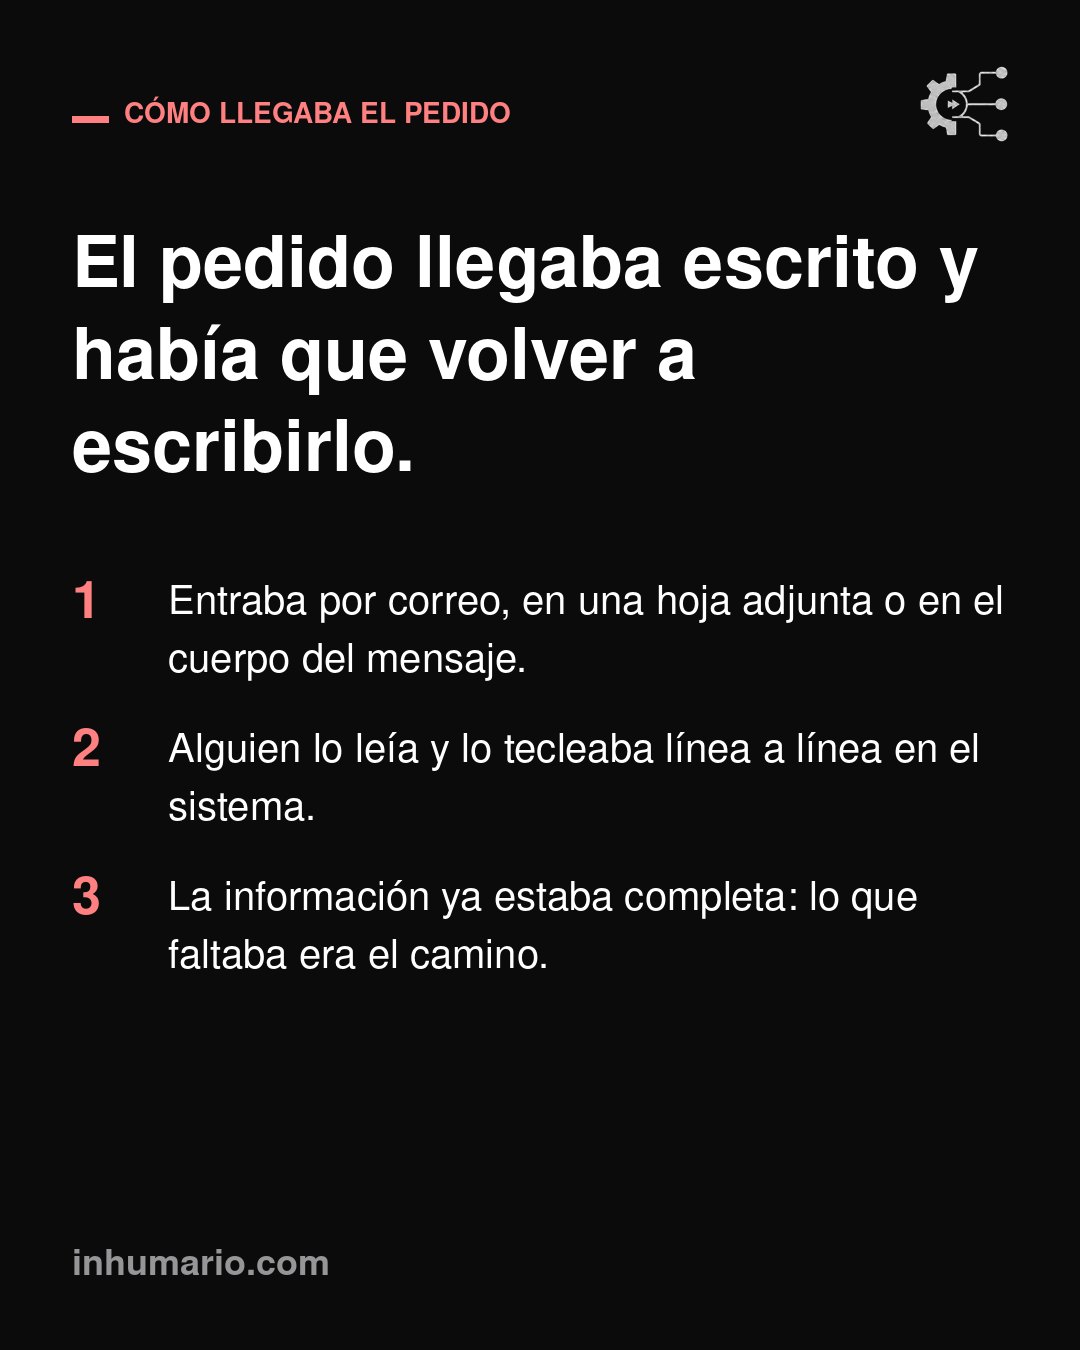 CÓMO LLEGABA EL PEDIDO
El pedido llegaba escrito y
había que volver a
escribirlo.
1 Entraba por correo, en una hoja adjunta o en el
cuerpo del mensaje.
2 Alguien lo leía y lo tecleaba línea a línea en el
sistema.
3 La información ya estaba completa: lo que
faltaba era el camino.
inhumario.com